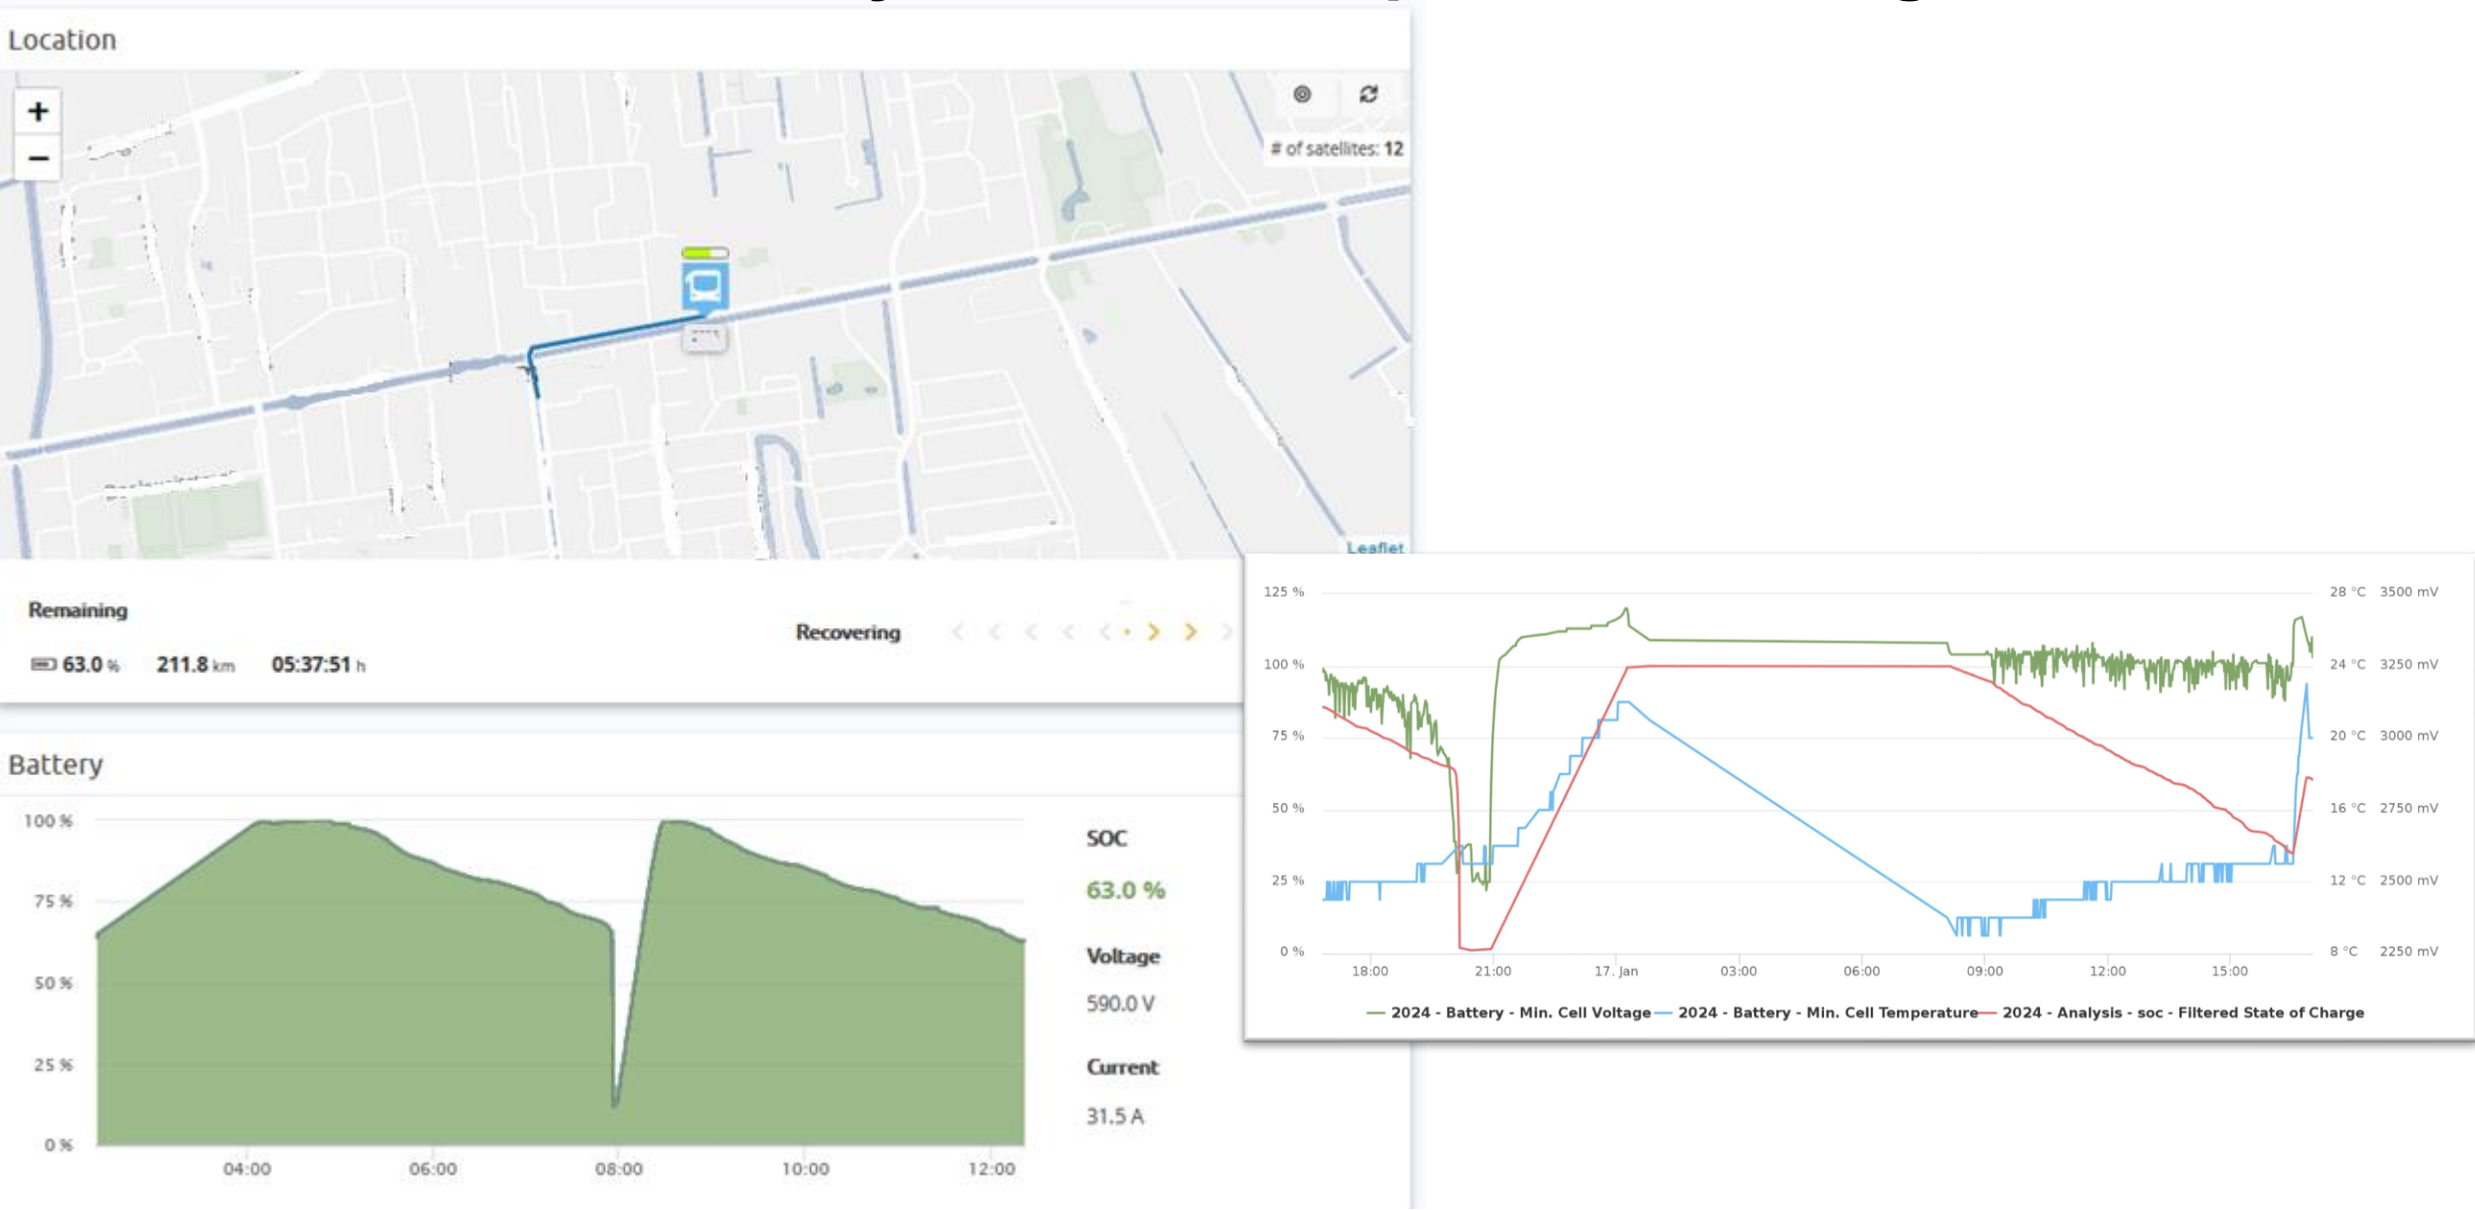 Location
+
−
# of satellites: 12
Leaflet
Remaining
63.0 % 211.8 km 05:37:51 h
Recovering
Battery
100 %
75 %
50 %
25 %
0 %
04:00 06:00 08:00 10:00 12:00
SOC
63.0 %
Voltage
590.0 V
Current
31.5 A
125 % 28 °C 3500 mV
100 % 24 °C 3250 mV
75 % 20 °C 3000 mV
50 % 16 °C 2750 mV
25 % 12 °C 2500 mV
0 % 8 °C 2250 mV
18:00 21:00 17. Jan 03:00 06:00 09:00 12:00 15:00
2024 - Battery - Min. Cell Voltage 2024 - Battery - Min. Cell Temperature 2024 - Analysis - soc - Filtered State of Charge